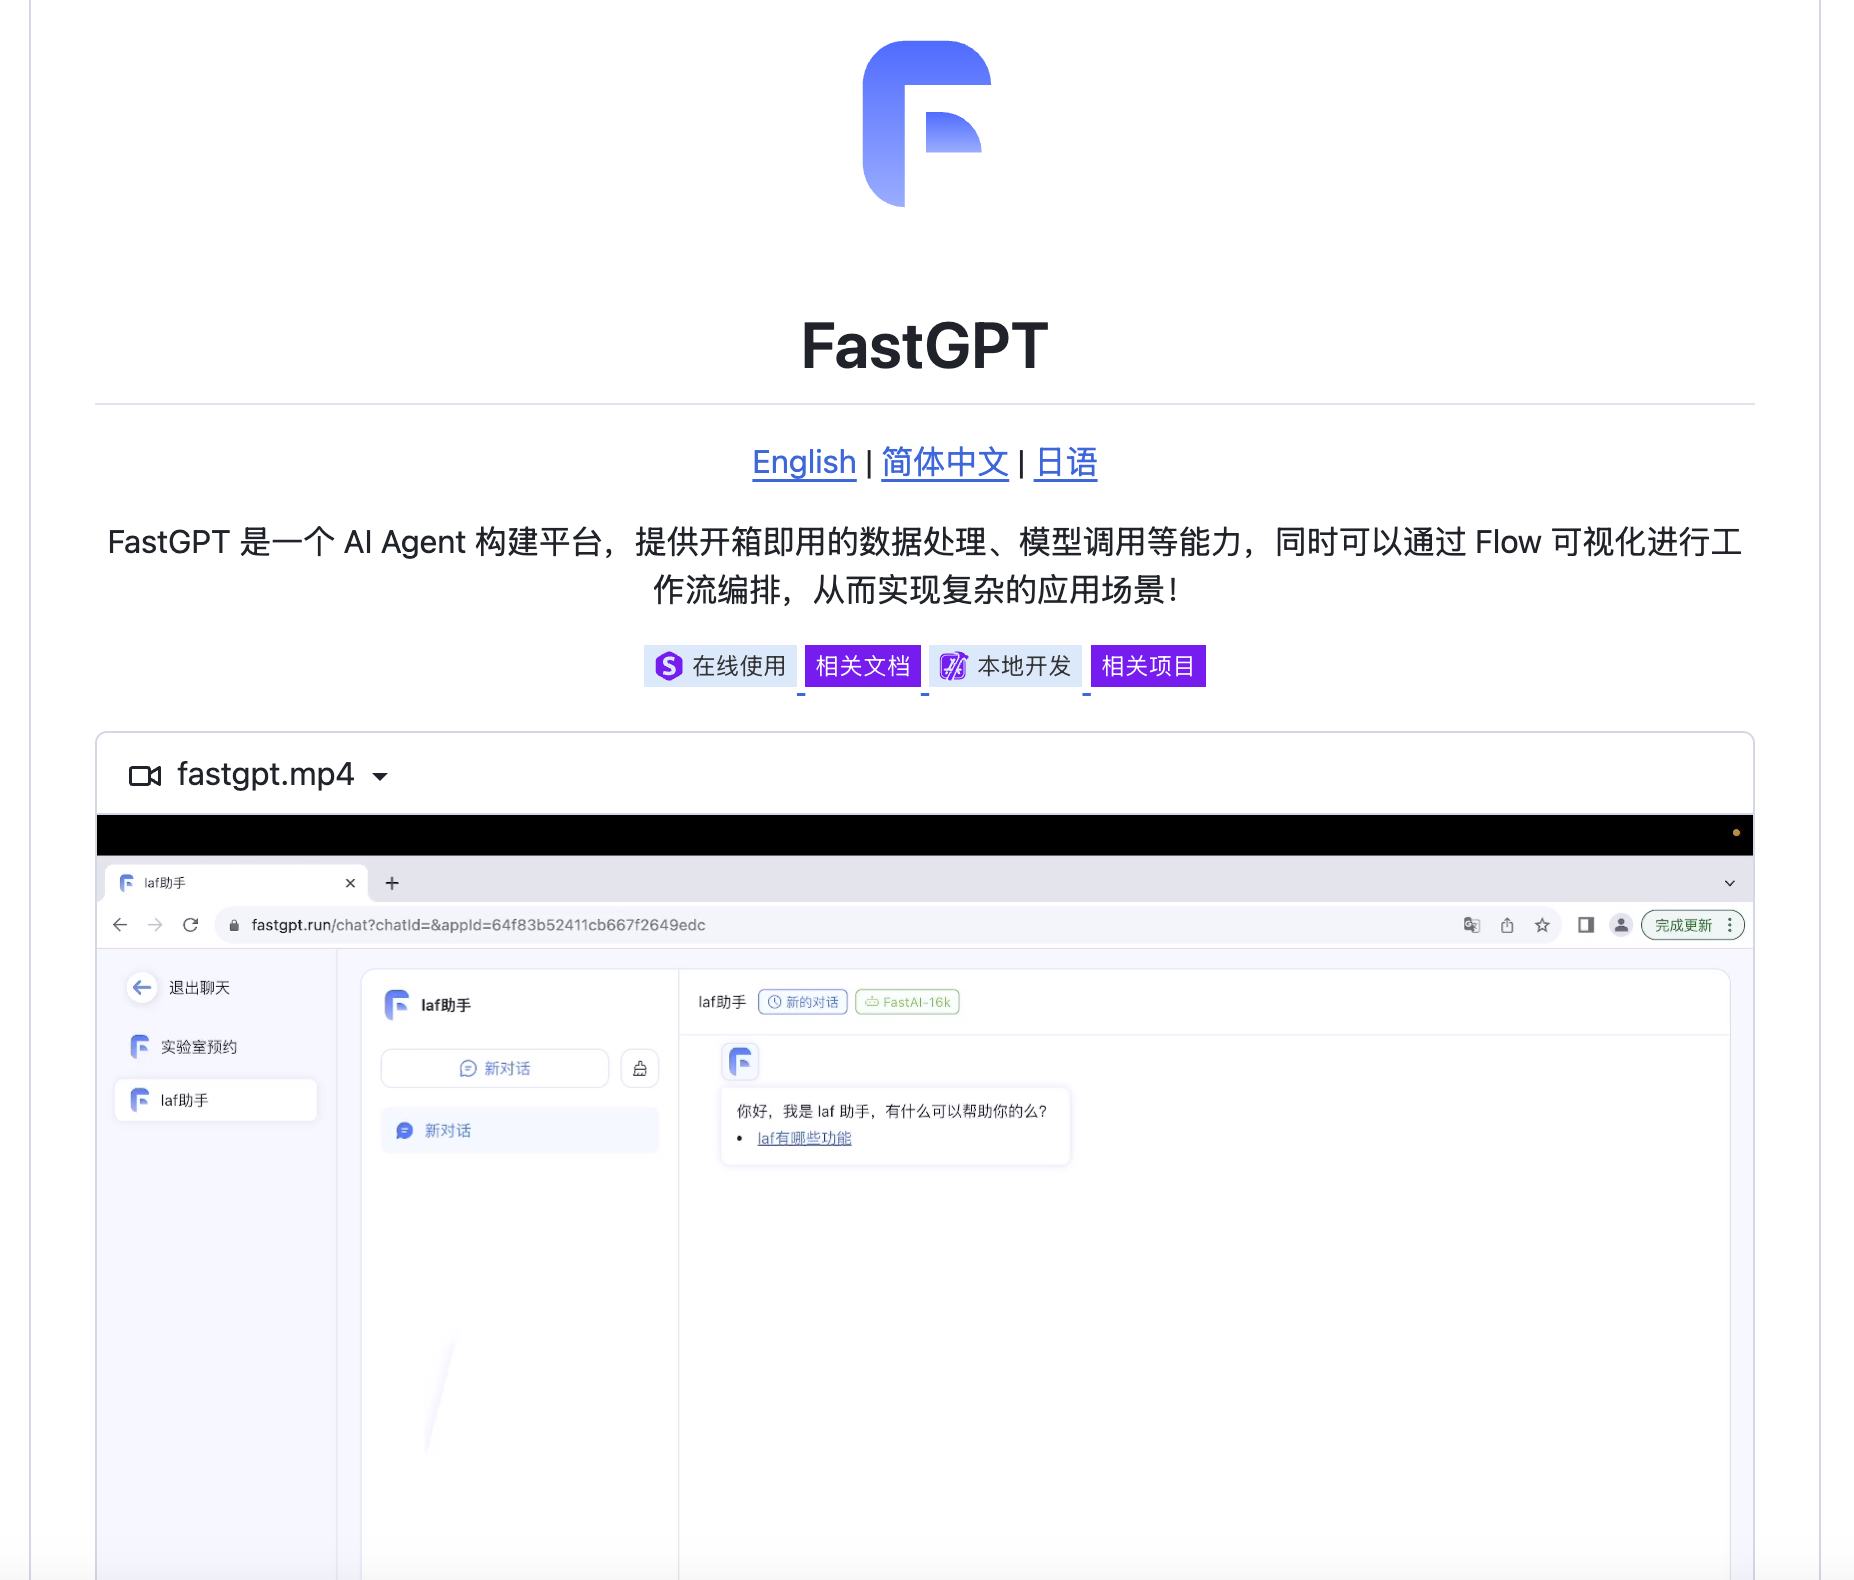 FastGPT
English | 简体中文 | 日语
FastGPT 是一个 AI Agent 构建平台，提供开箱即用的数据处理、模型调用等能力，同时可以通过 Flow 可视化进行工
作流编排，从而实现复杂的应用场景！
在线使用 相关文档 本地开发 相关项目
fastgpt.mp4
laf助手
fastgpt.run/chat?chatId=&appId=64f83b52411cb667f2649edc
完成更新
退出聊天
实验室预约
laf助手
laf助手
新对话
新对话
laf助手 新的对话 FastAI-16k
你好，我是 laf 助手，有什么可以帮助你的么?
• laf有哪些功能